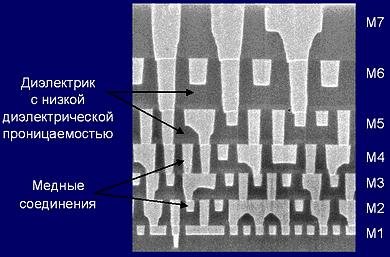 M7
M6
Диэлектрик
с низкой
диэлектрической
проницаемостью
M5
M4
Медные
соединения
M3
M2
M1